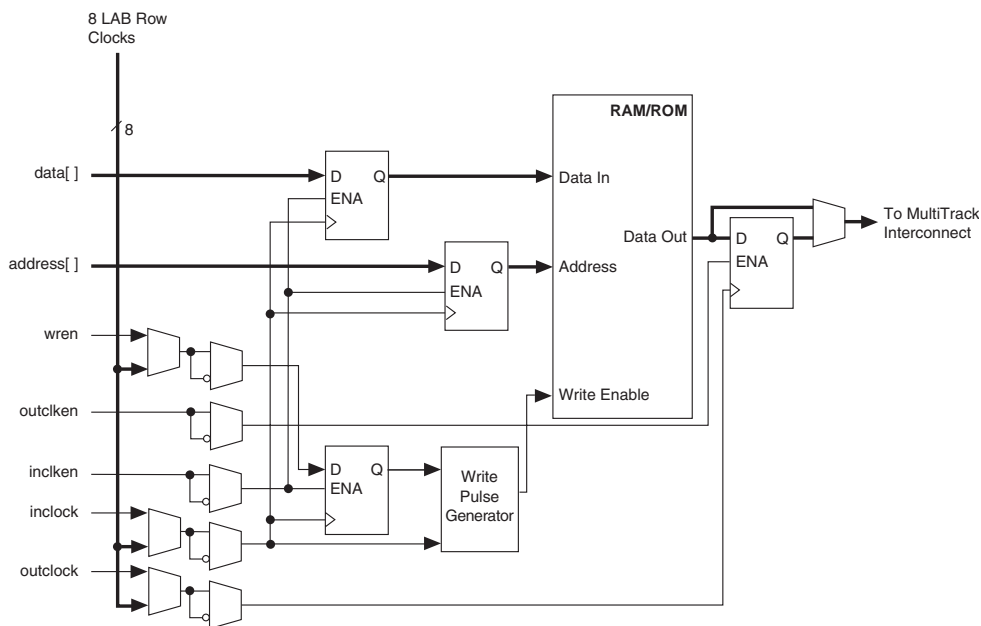 8 LAB Row
Clocks
8
RAM/ROM
data[ ]
D Q
ENA
Data In
To MultiTrack
Interconnect
Data Out
D Q
ENA
address[ ]
D Q
ENA
Address
wren
Write Enable
outclken
inclken
D Q
ENA
Write
Pulse
Generator
inclock
outclock